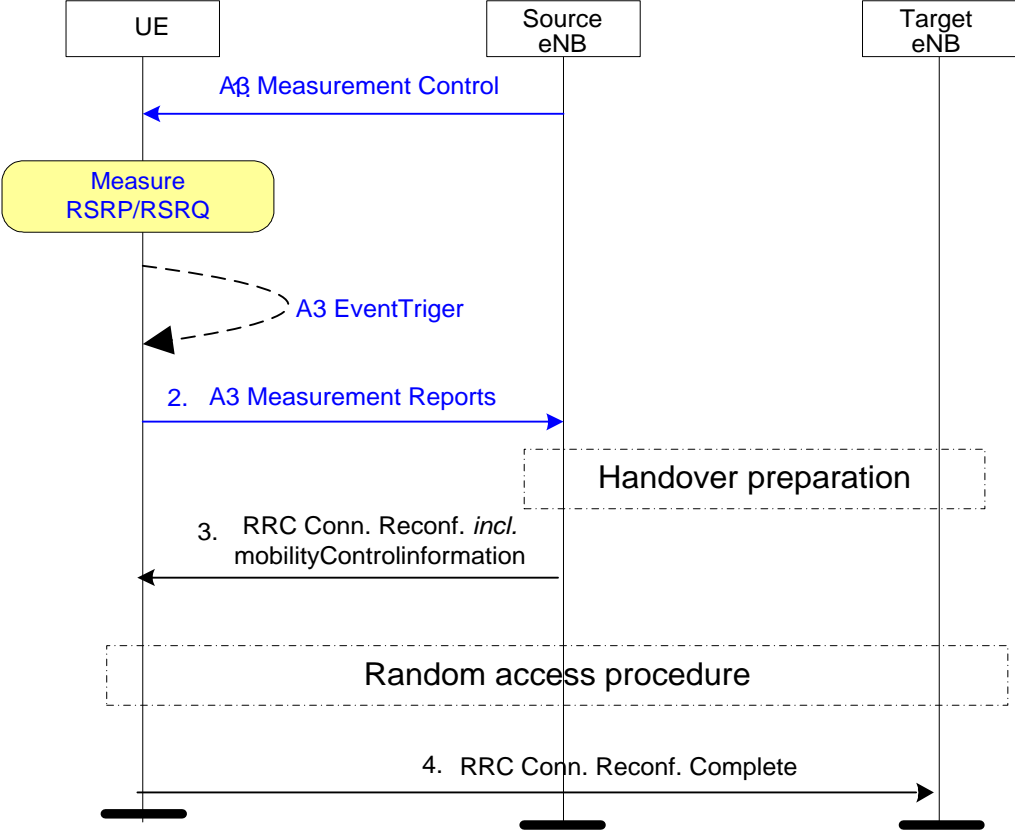 UE
Source
eNB
Target
eNB
A3 Measurement Control
Measure
RSRP/RSRQ
A3 EventTriger
2. A3 Measurement Reports
Handover preparation
3. RRC Conn. Reconf. incl.
mobilityControlinformation
Random access procedure
4. RRC Conn. Reconf. Complete